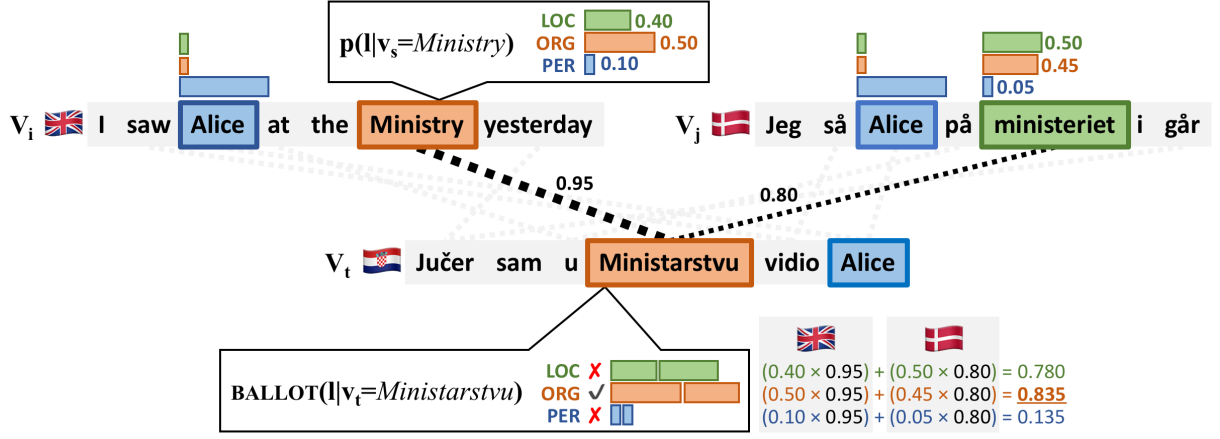 p(l|vₛ=Ministry)
LOC 0.40
ORG 0.50
PER 0.10
0.50
0.45
0.05
Vᵢ I saw Alice at the Ministry yesterday
Vⱼ Jeg så Alice på ministeriet i går
0.95
0.80
Vₜ Jučer sam u Ministarstvu vidio Alice
BALLOT(l|vₜ=Ministarstvu)
LOC ✗ (0.40 × 0.95) + (0.50 × 0.80) = 0.780
ORG ✓ (0.50 × 0.95) + (0.45 × 0.80) = 0.835
PER ✗ (0.10 × 0.95) + (0.05 × 0.80) = 0.135